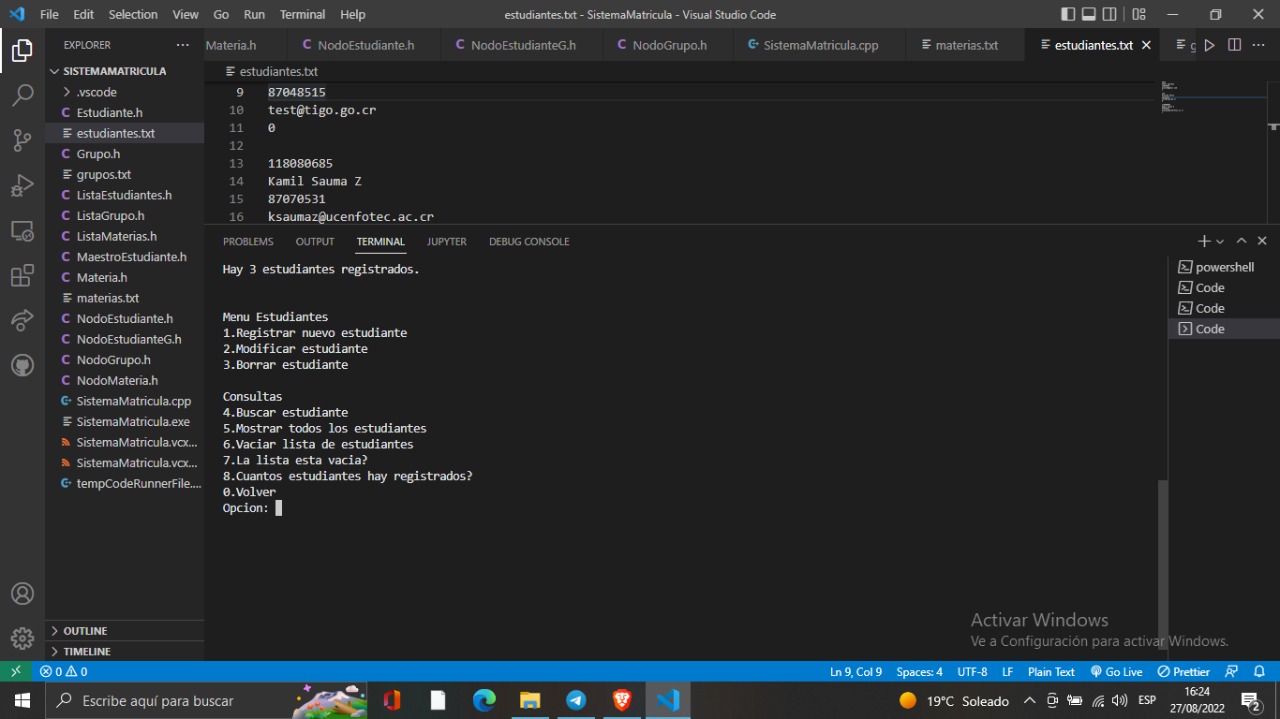 File Edit Selection View Go Run Terminal Help
estudiantes.txt - SistemaMatricula - Visual Studio Code
EXPLORER
Materia.h
NodoEstudiante.h
NodoEstudianteG.h
NodoGrupo.h
SistemaMatricula.cpp
materias.txt
estudiantes.txt
g
SISTEMAMATRICULA
.vscode
Estudiante.h
estudiantes.txt
Grupo.h
grupos.txt
ListaEstudiantes.h
ListaGrupo.h
ListaMaterias.h
MaestroEstudiante.h
Materia.h
materias.txt
NodoEstudiante.h
NodoEstudianteG.h
NodoGrupo.h
NodoMateria.h
SistemaMatricula.cpp
SistemaMatricula.exe
SistemaMatricula.vcx...
SistemaMatricula.vcx...
tempCodeRunnerFile....
OUTLINE
TIMELINE
estudiantes.txt
9 87048515
10 test@tigo.go.cr
11 0
12
13 118080685
14 Kamil Sauma Z
15 87070531
16 ksaumaz@ucenfotec.ac.cr
PROBLEMS OUTPUT TERMINAL JUPYTER DEBUG CONSOLE
Hay 3 estudiantes registrados.
Menu Estudiantes
1.Registrar nuevo estudiante
2.Modificar estudiante
3.Borrar estudiante
Consultas
4.Buscar estudiante
5.Mostrar todos los estudiantes
6.Vaciar lista de estudiantes
7.La lista esta vacia?
8.Cuantos estudiantes hay registrados?
0.Volver
Opcion:
powershell
Code
Code
Code
Activar Windows
Ve a Configuración para activar Windows.
0 0
Ln 9, Col 9 Spaces: 4 UTF-8 LF Plain Text Go Live Prettier
Escribe aquí para buscar
19°C Soleado
ESP
16:24
27/08/2022
2